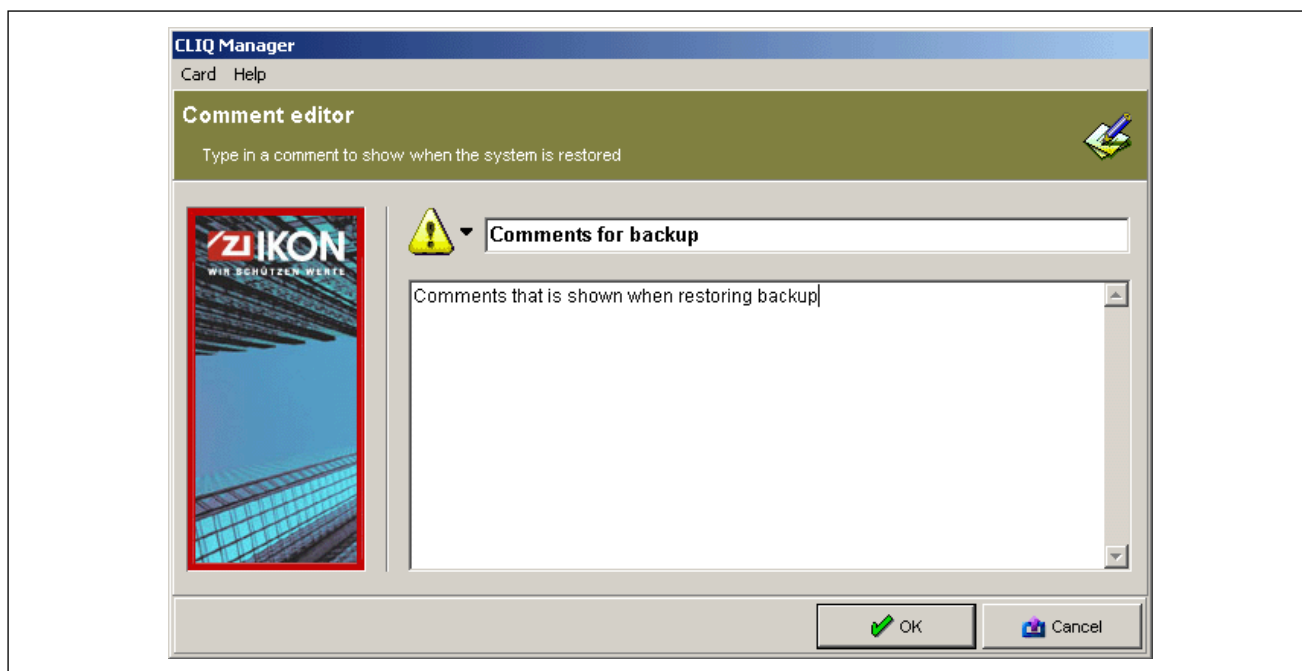 CLIQ Manager
Card Help
Comment editor
Type in a comment to show when the system is restored
ZI IKON
WIR SCHÜTZEN WERTE
Comments for backup
Comments that is shown when restoring backup
OK Cancel